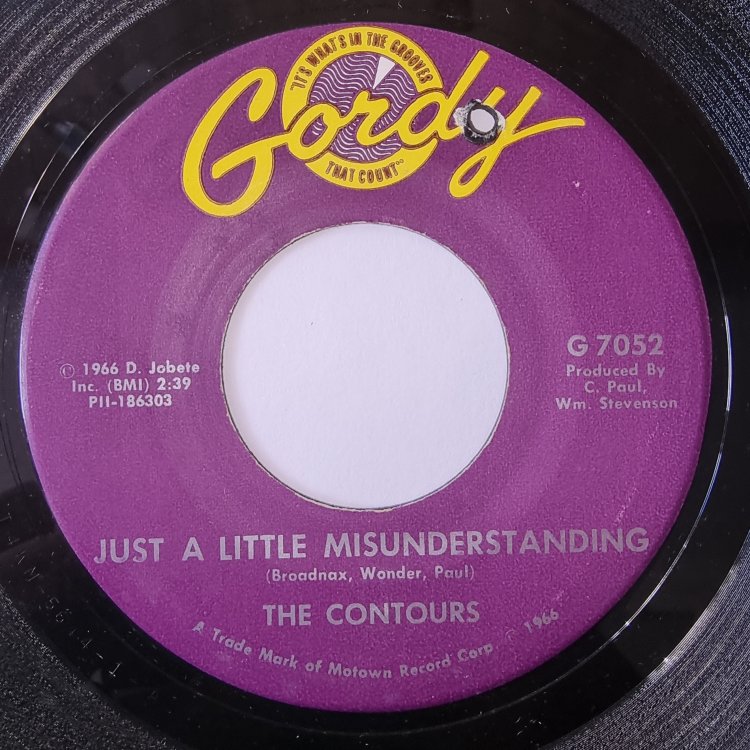 "IT'S WHAT'S IN THE GROOVES
Gordy
THAT COUNT"
G 7052
Produced By
C. Paul,
Wm. Stevenson
© 1966 D. Jobete
Inc. (BMI) 2:39
PII-186303
JUST A LITTLE MISUNDERSTANDING
(Broadnax, Wonder, Paul)
THE CONTOURS
A Trade Mark of Motown Record Corp ℗ 1966